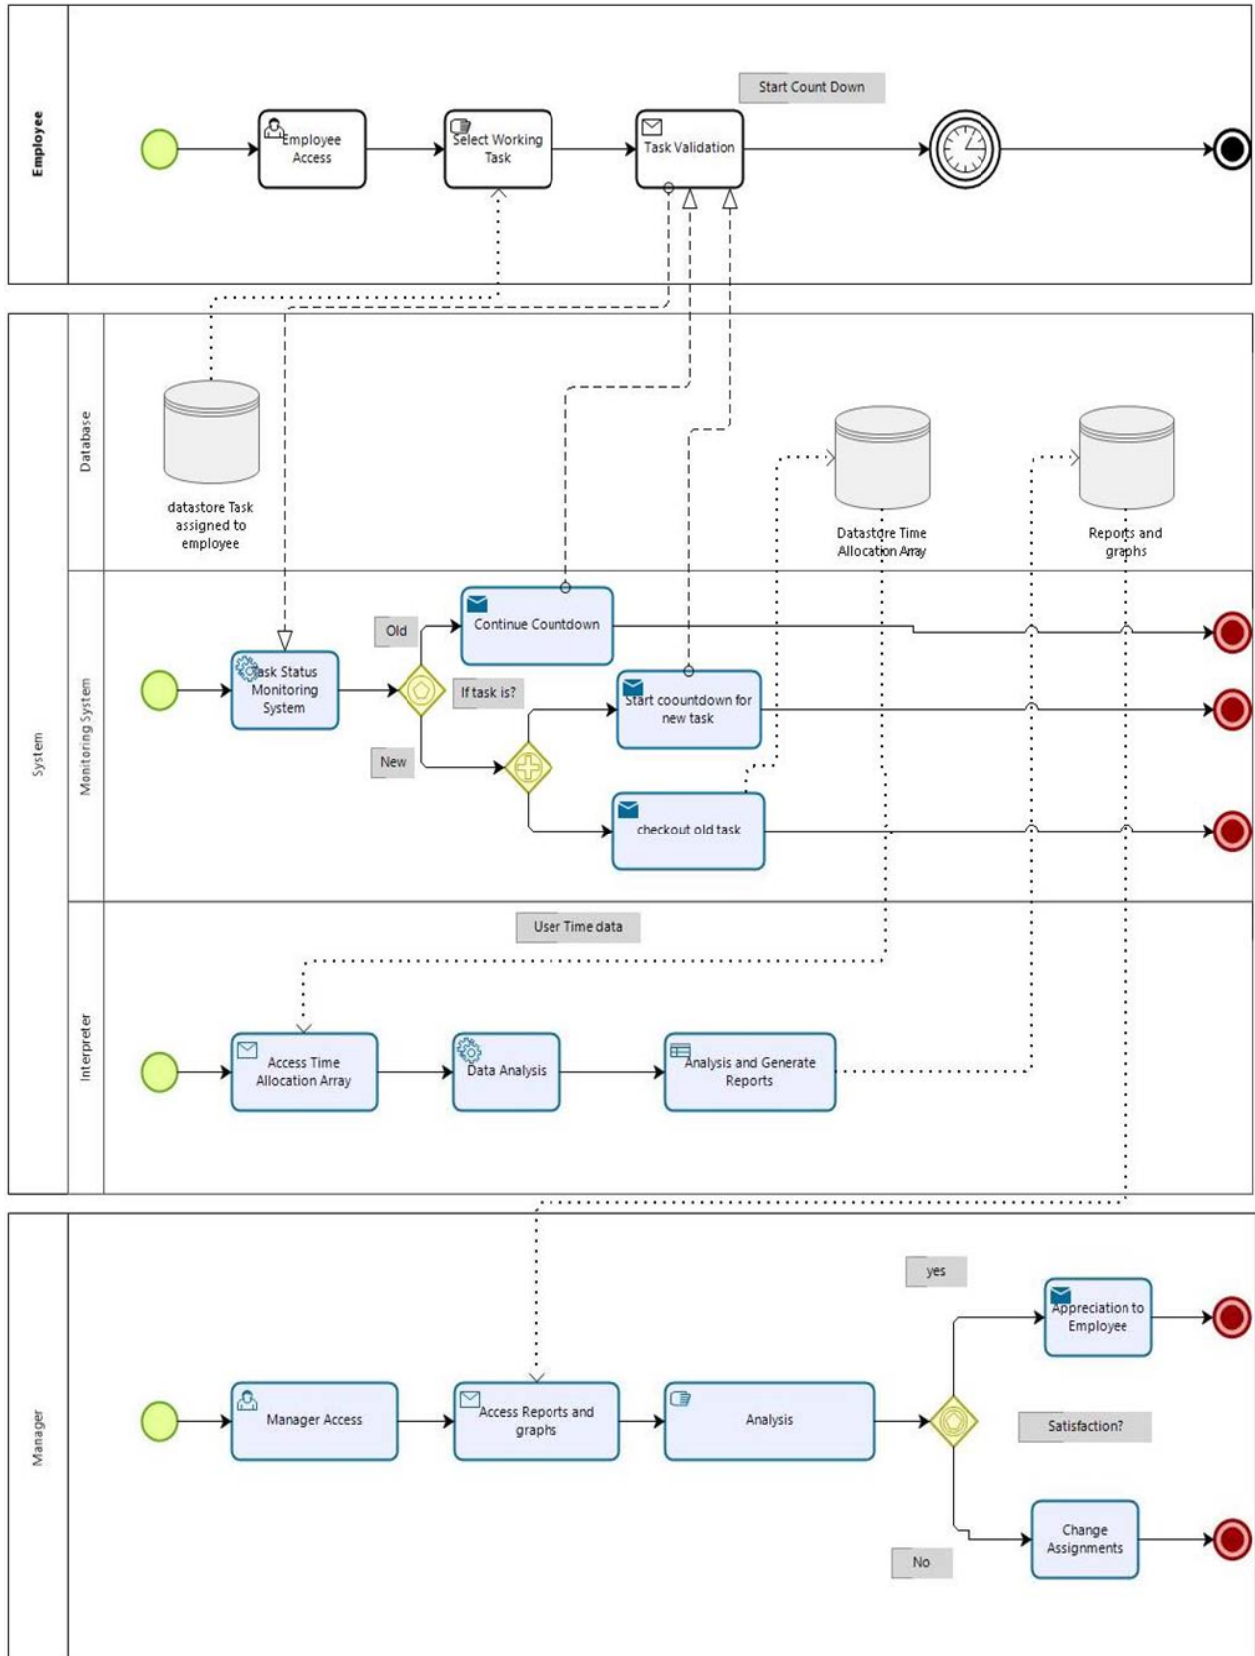 Employee
Start Count Down
Employee
Access
Select Working
Task
Task Validation
System
Database
datastore Task
assigned to
employee
Datastore Time
Allocation Array
Reports and
graphs
Monitoring System
Task Status
Monitoring
System
Old
If task is?
New
Continue Countdown
Start coountdown for
new task
checkout old task
Interpreter
User Time data
Access Time
Allocation Array
Data Analysis
Analysis and Generate
Reports
Manager
Manager Access
Access Reports and
graphs
Analysis
yes
Satisfaction?
No
Appreciation to
Employee
Change
Assignments